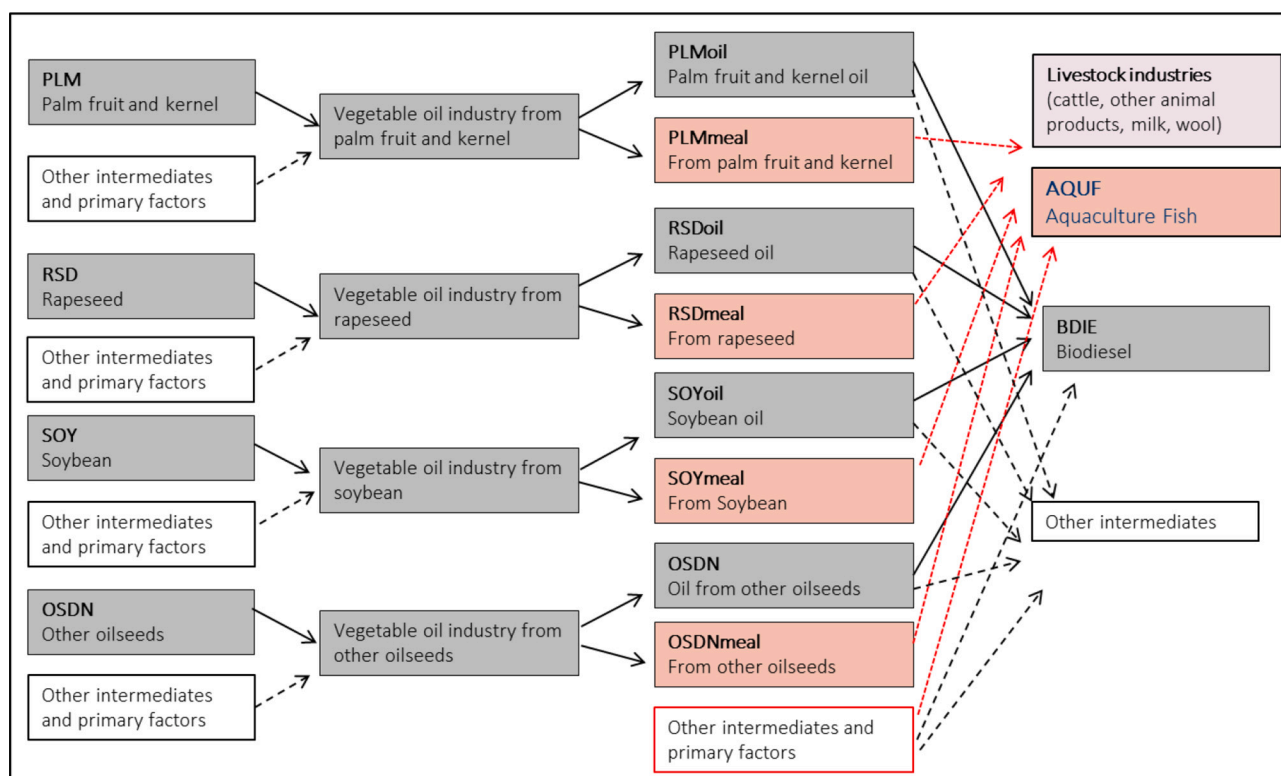 PLM
Palm fruit and kernel
Other intermediates
and primary factors
RSD
Rapeseed
Other intermediates
and primary factors
SOY
Soybean
Other intermediates
and primary factors
OSDN
Other oilseeds
Other intermediates
and primary factors
Vegetable oil industry from
palm fruit and kernel
Vegetable oil industry from
rapeseed
Vegetable oil industry from
soybean
Vegetable oil industry from
other oilseeds
PLMoil
Palm fruit and kernel oil
PLMmeal
From palm fruit and kernel
RSDoil
Rapeseed oil
RSDmeal
From rapeseed
SOYoil
Soybean oil
SOYmeal
From Soybean
OSDN
Oil from other oilseeds
OSDNmeal
From other oilseeds
Other intermediates and
primary factors
Livestock industries
(cattle, other animal
products, milk, wool)
AQUF
Aquaculture Fish
BDIE
Biodiesel
Other intermediates